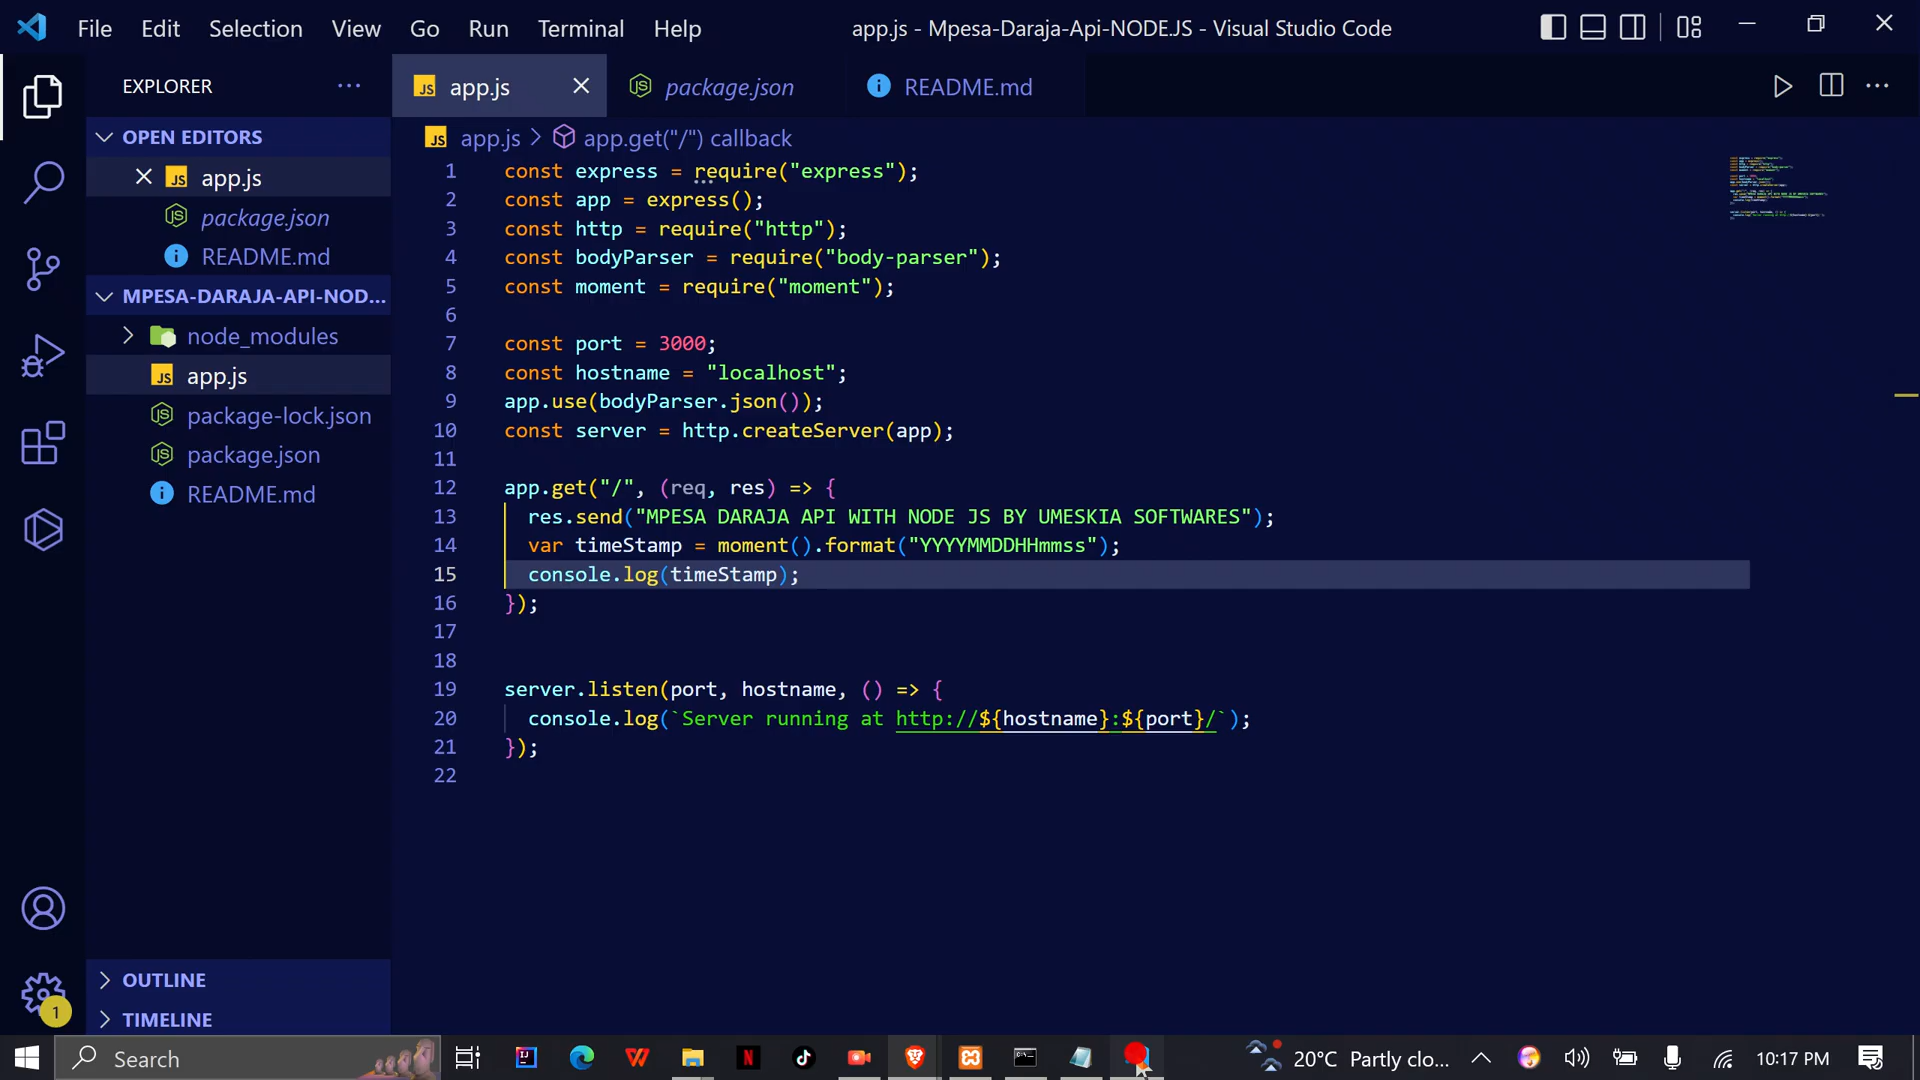 File Edit Selection View Go Run Terminal Help
app.js - Mpesa-Daraja-Api-NODE.JS - Visual Studio Code
EXPLORER
OPEN EDITORS
app.js
package.json
README.md
MPESA-DARAJA-API-NOD...
node_modules
app.js
package-lock.json
package.json
README.md
OUTLINE
TIMELINE
1
app.js package.json README.md
app.js > app.get("/") callback
1 const express = require("express");
2 const app = express();
3 const http = require("http");
4 const bodyParser = require("body-parser");
5 const moment = require("moment");
6
7 const port = 3000;
8 const hostname = "localhost";
9 app.use(bodyParser.json());
10 const server = http.createServer(app);
11
12 app.get("/", (req, res) => {
13 res.send("MPESA DARAJA API WITH NODE JS BY UMESKIA SOFTWARES");
14 var timeStamp = moment().format("YYYYMMDDHHmmss");
15 console.log(timeStamp);
16 });
17
18
19 server.listen(port, hostname, () => {
20 console.log(`Server running at http://${hostname}:${port}/`);
21 });
22
Search
20°C Partly clo...
10:17 PM